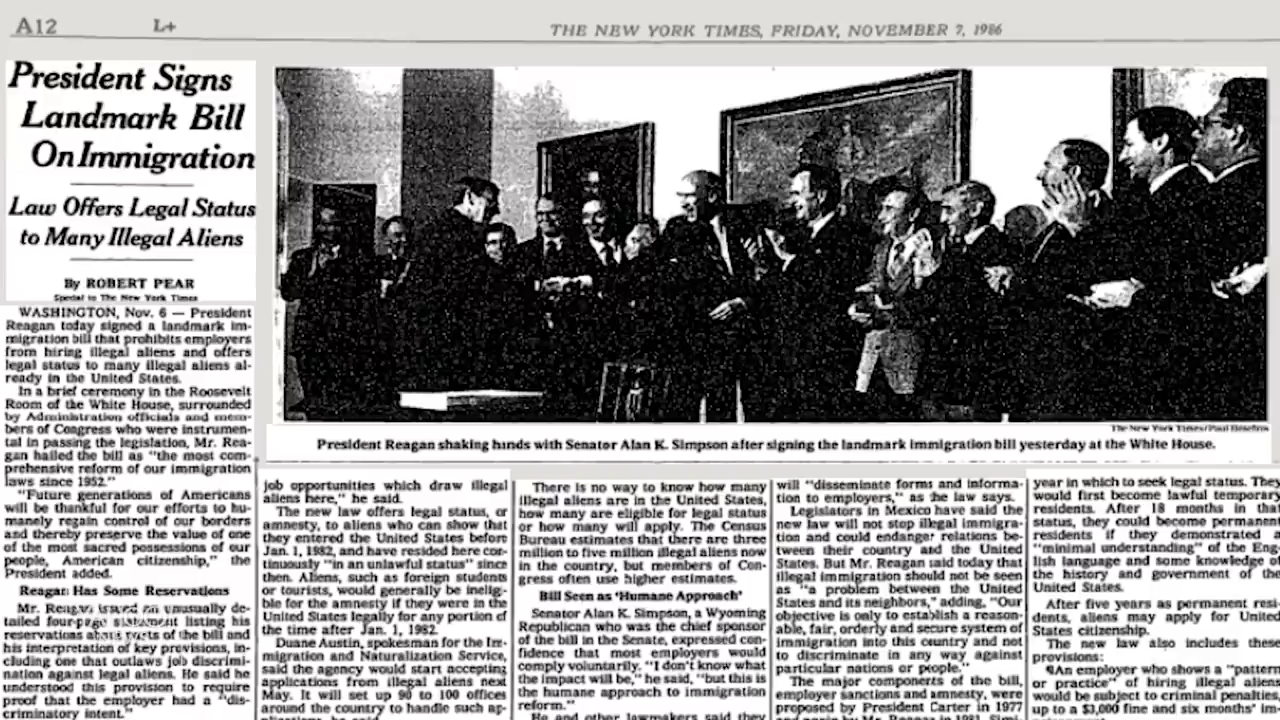 A12
L+
THE NEW YORK TIMES, FRIDAY, NOVEMBER 7, 1986
President Signs
Landmark Bill
On Immigration
Law Offers Legal Status
to Many Illegal Aliens
By ROBERT PEAR
Special to The New York Times
WASHINGTON, Nov. 6 — President
Reagan today signed a landmark im-
migration bill that prohibits employers
from hiring illegal aliens and offers
legal status to many illegal aliens al-
ready in the United States.
In a brief ceremony in the Roosevelt
Room of the White House, surrounded
by Administration officials and mem-
bers of Congress who were instrumen-
tal in passing the legislation, Mr. Rea-
gan hailed the bill as "the most com-
prehensive reform of our immigration
laws since 1952."
"Future generations of Americans
will be thankful for our efforts to hu-
manely regain control of our borders
and thereby preserve the value of one
of the most sacred possessions of our
people, American citizenship," the
President added.
Reagan Has Some Reservations
Mr. Reagan issued an unusually de-
tailed four-page statement listing his
reservations about parts of the bill and
his interpretation of key provisions, in-
cluding one that outlaws job discrimi-
nation against legal aliens. He said he
understood this provision to require
proof that the employer had a "dis-
criminatory intent."
The New York Times/Paul Hosefros
President Reagan shaking hands with Senator Alan K. Simpson after signing the landmark immigration bill yesterday at the White House.
job opportunities which draw illegal
aliens here," he said.
The new law offers legal status, or
amnesty, to aliens who can show that
they entered the United States before
Jan. 1, 1982, and have resided here con-
tinuously "in an unlawful status" since
then. Aliens, such as foreign students
or tourists, would generally be ineligi-
ble for the amnesty if they were in the
United States legally for any portion of
the time after Jan. 1, 1982.
Duane Austin, spokesman for the Im-
migration and Naturalization Service,
said the agency would start accepting
applications from illegal aliens next
May. It will set up 90 to 100 offices
around the country to handle such ap-
plications, he said.
There is no way to know how many
illegal aliens are in the United States,
how many are eligible for legal status
or how many will apply. The Census
Bureau estimates that there are three
million to five million illegal aliens now
in the country, but members of Con-
gress often use higher estimates.
Bill Seen as 'Humane Approach'
Senator Alan K. Simpson, a Wyoming
Republican who was the chief sponsor
of the bill in the Senate, expressed con-
fidence that most employers would
comply voluntarily. "I don't know what
the impact will be," he said, "but this is
the humane approach to immigration
reform."
He and other lawmakers said they
will "disseminate forms and informa-
tion to employers," as the law says.
Legislators in Mexico have said the
new law will not stop illegal immigra-
tion and could endanger relations be-
tween their country and the United
States. But Mr. Reagan said today that
illegal immigration should not be seen
as "a problem between the United
States and its neighbors," adding, "Our
objective is only to establish a reason-
able, fair, orderly and secure system of
immigration into this country and not
to discriminate in any way against
particular nations or people."
The major components of the bill,
employer sanctions and amnesty, were
proposed by President Carter in 1977
and again by Mr. Reagan in 1981. Simi-
year in which to seek legal status. They
would first become lawful temporary
residents. After 18 months in that
status, they could become permanent
residents if they demonstrated a
"minimal understanding" of the Eng-
lish language and some knowledge of
the history and government of the
United States.
After five years as permanent resi-
dents, aliens may apply for United
States citizenship.
The new law also includes these
provisions:
¶An employer who shows a "pattern
or practice" of hiring illegal aliens
would be subject to criminal penalties,
up to a $3,000 fine and six months' im-